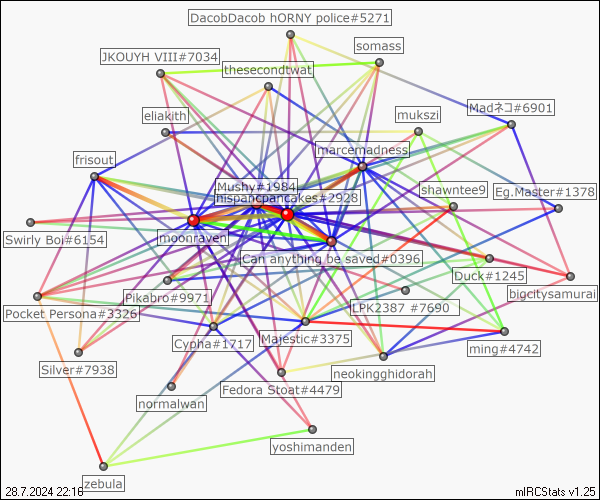 DacobDacob hORNY police#5271
somass
JKOUYH VIII#7034
thesecondtwat
Madネコ#6901
eliakith
mukszi
marcemadness
frisout
Mushy#1984
shawntee9
Eg.Master#1378
hispancpancakes#2928
Swirly Boi#6154
moonraven
Can anything be saved#0396
Duck#1245
bigcitysamurai
Pikabro#9971
LPK2387 #7690
Pocket Persona#3326
Cypha#1717
Majestic#3375
ming#4742
Silver#7938
neokingghidorah
Fedora Stoat#4479
normalwan
yoshimanden
zebula
28.7.2024 22:16
mIRCStats v1.25